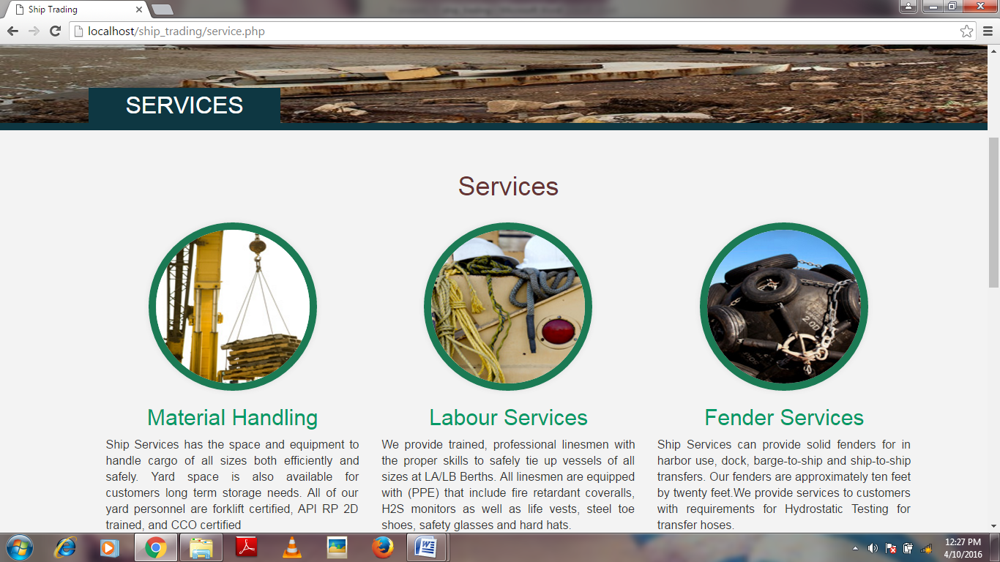 Ship Trading
localhost/ship_trading/service.php
SERVICES
Services
2.0
Material Handling
Ship Services has the space and equipment to
handle cargo of all sizes both efficiently and
safely. Yard space is also available for
customers long term storage needs. All of our
yard personnel are forklift certified, API RP 2D
trained, and CCO certified
Labour Services
We provide trained, professional linesmen with
the proper skills to safely tie up vessels of all
sizes at LA/LB Berths. All linesmen are equipped
with (PPE) that include fire retardant coveralls,
H2S monitors as well as life vests, steel toe
shoes, safety glasses and hard hats.
Fender Services
Ship Services can provide solid fenders for in
harbor use, dock, barge-to-ship and ship-to-ship
transfers. Our fenders are approximately ten feet
by twenty feet.We provide services to customers
with requirements for Hydrostatic Testing for
transfer hoses.
12:27 PM
4/10/2016